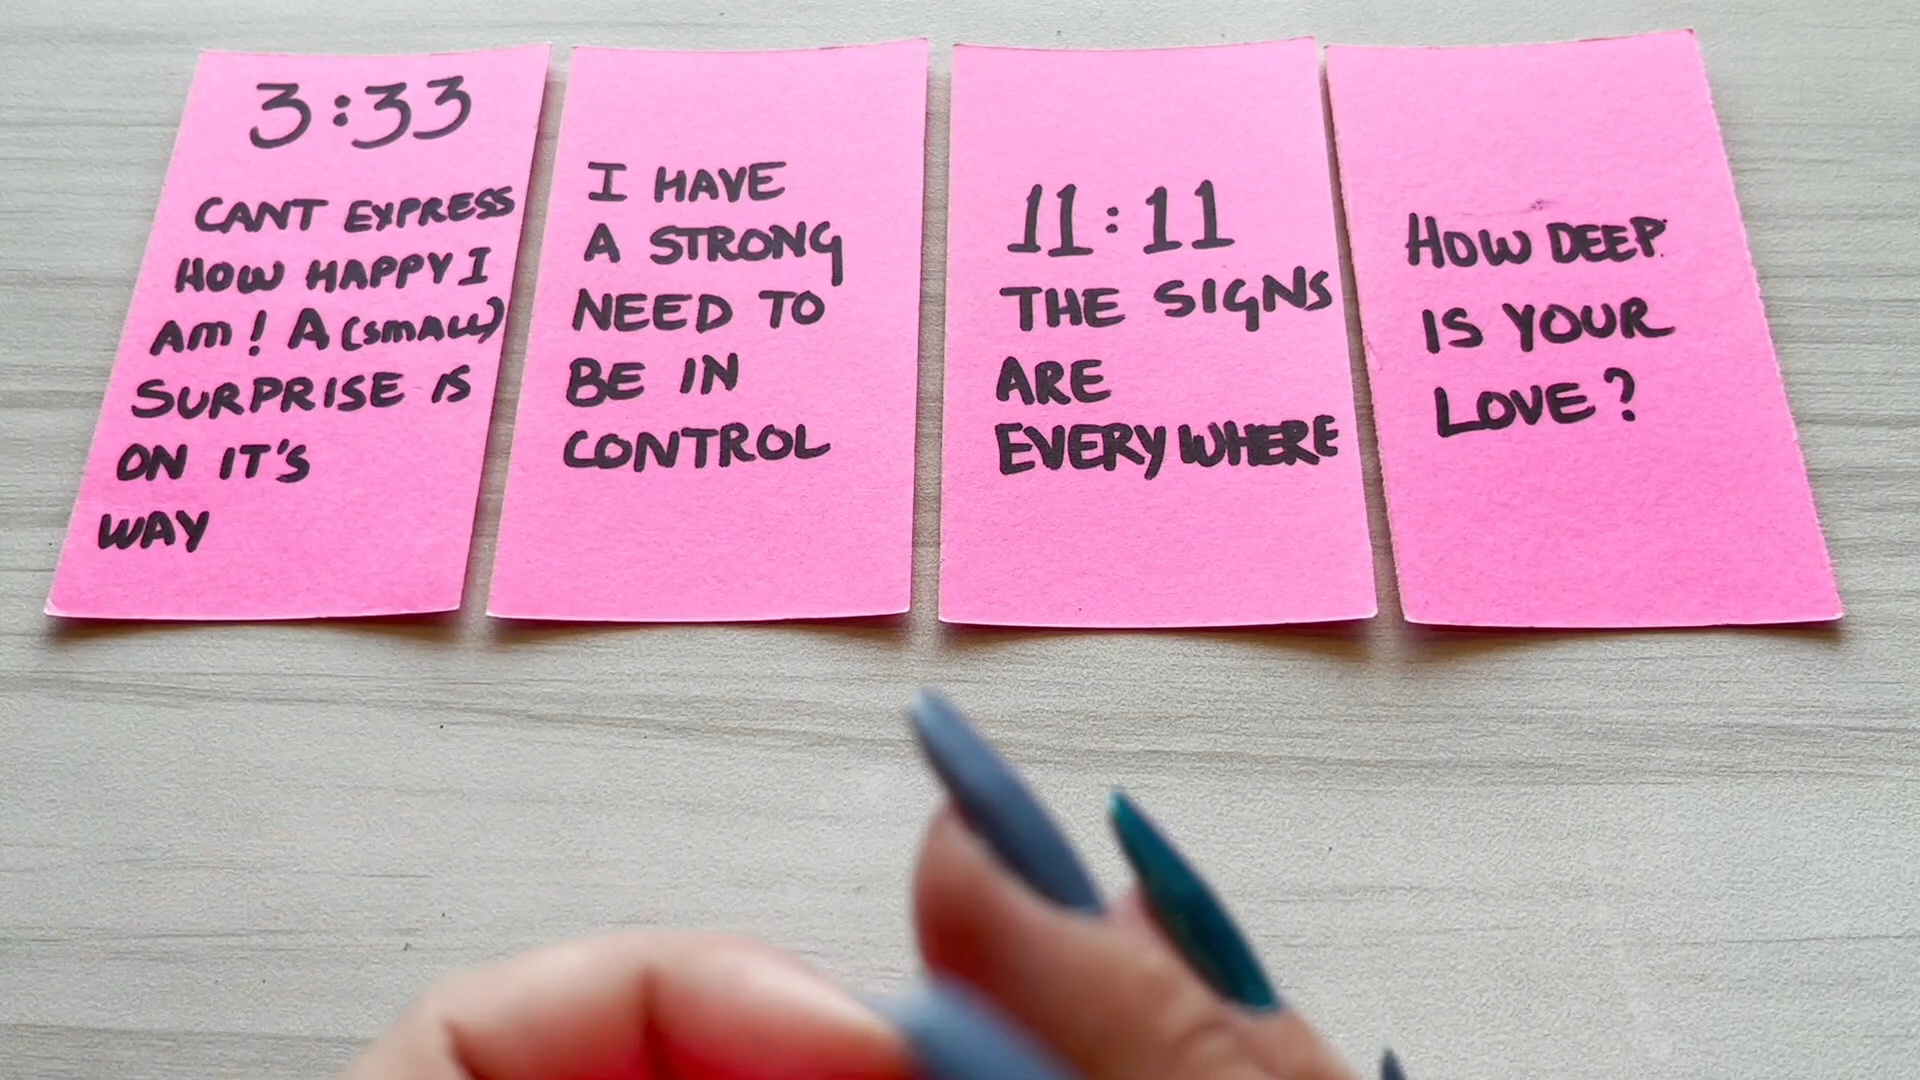 3:33
CANT EXPRESS
HOW HAPPY I
AM! A (SMALL)
SURPRISE IS
ON IT'S
WAY
I HAVE
A STRONG
NEED TO
BE IN
CONTROL
11:11
THE SIGNS
ARE
EVERYWHERE
HOW DEEP
IS YOUR
LOVE?